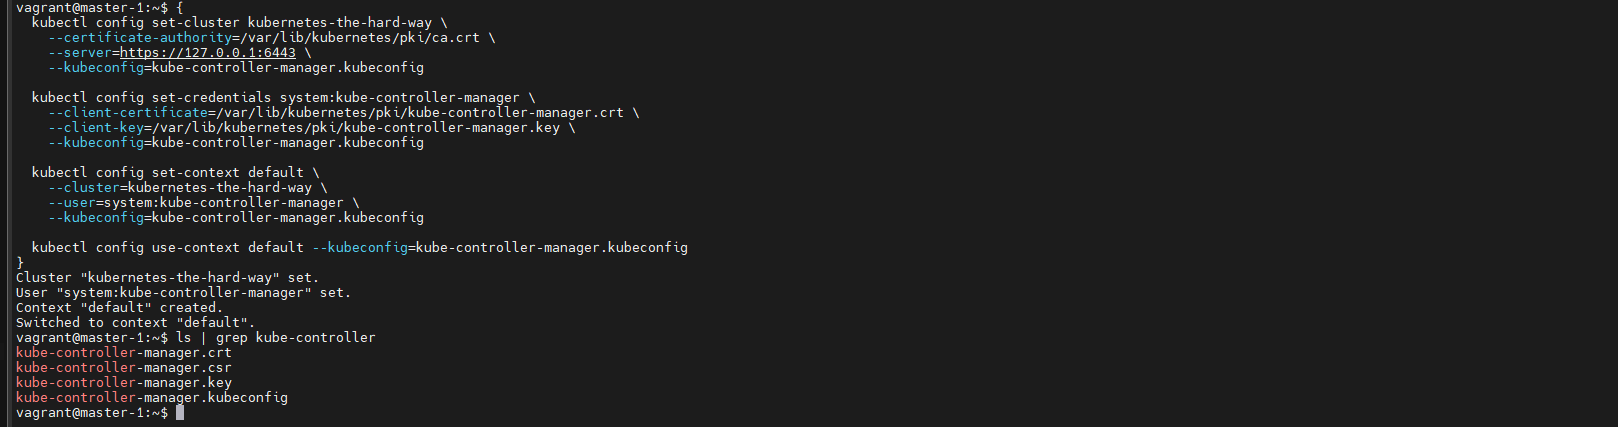 vagrant@master-1:~$ {
  kubectl config set-cluster kubernetes-the-hard-way \
    --certificate-authority=/var/lib/kubernetes/pki/ca.crt \
    --server=https://127.0.0.1:6443 \
    --kubeconfig=kube-controller-manager.kubeconfig

  kubectl config set-credentials system:kube-controller-manager \
    --client-certificate=/var/lib/kubernetes/pki/kube-controller-manager.crt \
    --client-key=/var/lib/kubernetes/pki/kube-controller-manager.key \
    --kubeconfig=kube-controller-manager.kubeconfig

  kubectl config set-context default \
    --cluster=kubernetes-the-hard-way \
    --user=system:kube-controller-manager \
    --kubeconfig=kube-controller-manager.kubeconfig

  kubectl config use-context default --kubeconfig=kube-controller-manager.kubeconfig
}
Cluster "kubernetes-the-hard-way" set.
User "system:kube-controller-manager" set.
Context "default" created.
Switched to context "default".
vagrant@master-1:~$ ls | grep kube-controller
kube-controller-manager.crt
kube-controller-manager.csr
kube-controller-manager.key
kube-controller-manager.kubeconfig
vagrant@master-1:~$